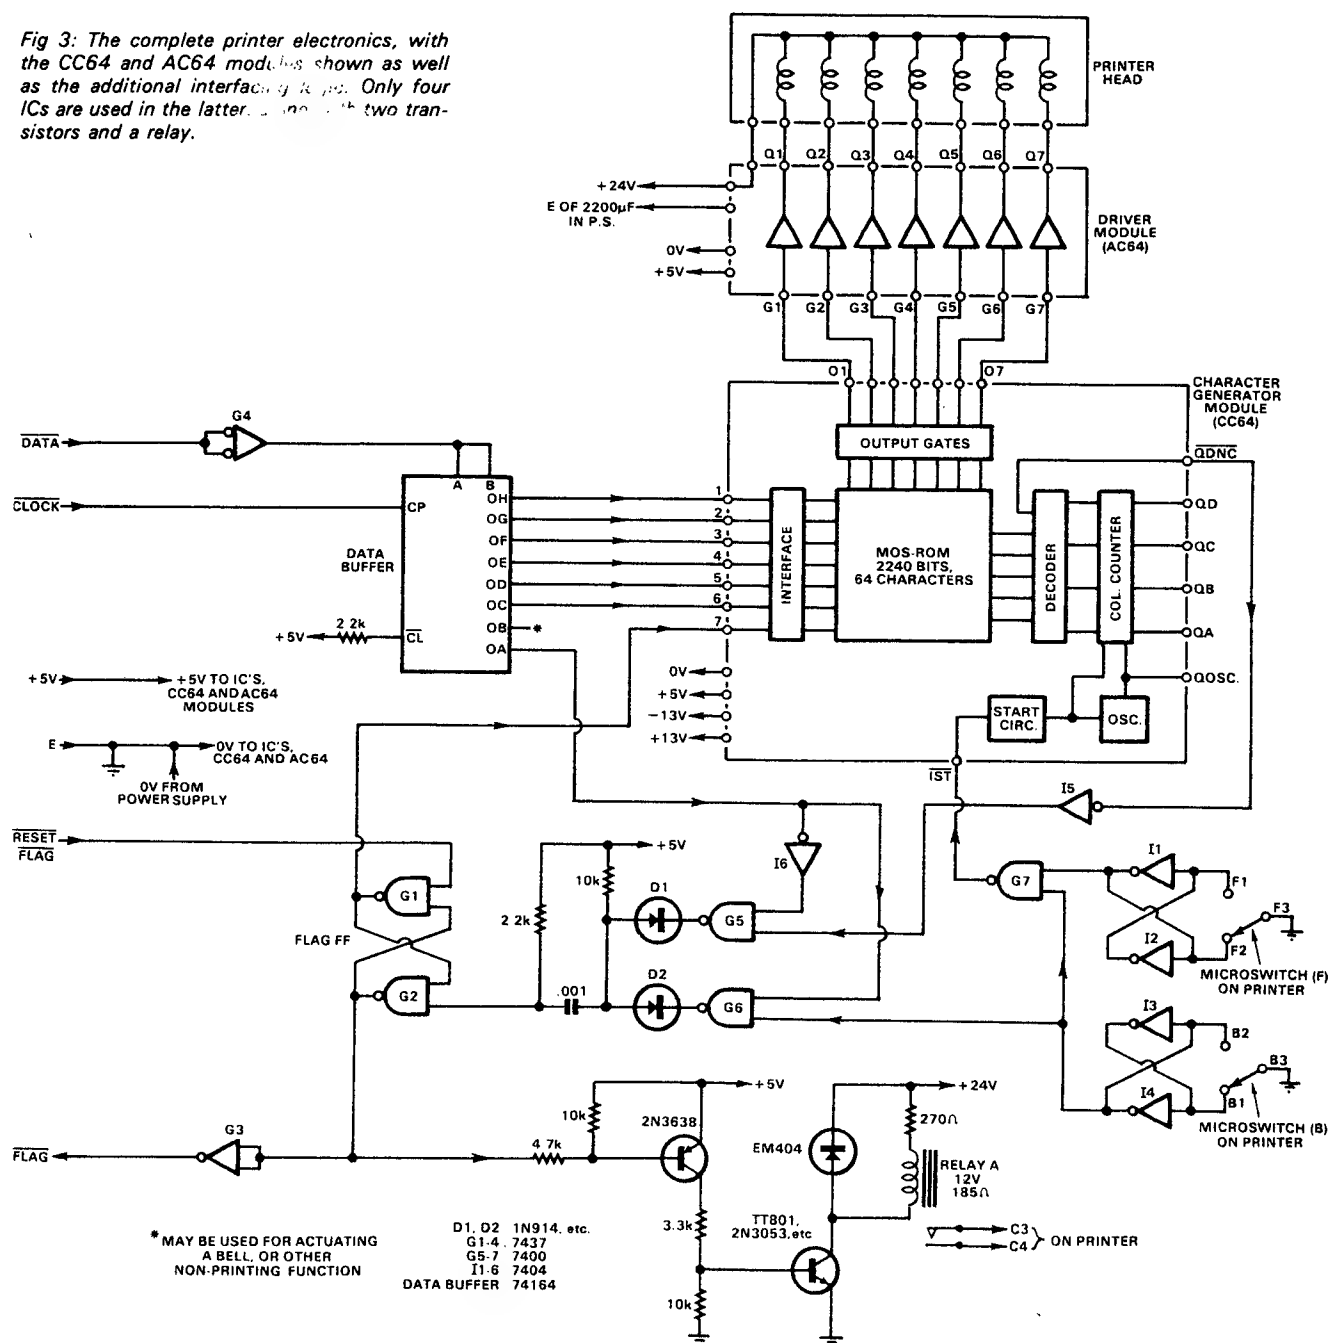 Fig 3: The complete printer electronics, with
the CC64 and AC64 modules shown as well
as the additional interfacing logic. Only four
ICs are used in the latter, two tran-
sistors and a relay.
PRINTER
HEAD
Q1 Q2 Q3 Q4 Q5 Q6 Q7
+24V
E OF 2200µF
IN P.S.
0V
+5V
DRIVER
MODULE
(AC64)
G1 G2 G3 G4 G5 G6 G7
O1 O7
CHARACTER
GENERATOR
MODULE
(CC64)
OUTPUT GATES
QDNC
DATA
G4
A B
CLOCK
CP
DATA
BUFFER
OH
OG
OF
OE
OD
OC
OB
OA
*
1
2
3
4
5
6
7
INTERFACE
MOS-ROM
2240 BITS,
64 CHARACTERS
DECODER
COL. COUNTER
QD
QC
QB
QA
QOSC.
+5V
2 2k
CL
+5V
+5V TO IC'S,
CC64 AND AC64
MODULES
0V
+5V
-13V
+13V
START
CIRC.
OSC.
IST
E
0V TO IC'S,
CC64 AND AC64
0V FROM
POWER SUPPLY
I5
RESET
FLAG
+5V
I6
10k
2 2k
D1
G5
G1
FLAG FF
G2
.001
D2
G6
G7
I1
F1
F3
I2
F2
MICROSWITCH (F)
ON PRINTER
I3
B2
B3
I4
B1
MICROSWITCH (B)
ON PRINTER
FLAG
G3
4 7k
10k
+5V
2N3638
3.3k
10k
+24V
270Ω
EM404
RELAY A
12V
185Ω
TT801,
2N3053, etc
C3
C4
ON PRINTER
* MAY BE USED FOR ACTUATING
A BELL, OR OTHER
NON-PRINTING FUNCTION
D1, D2 1N914, etc.
G1-4. 7437
G5-7 7400
I1-6 7404
DATA BUFFER 74164